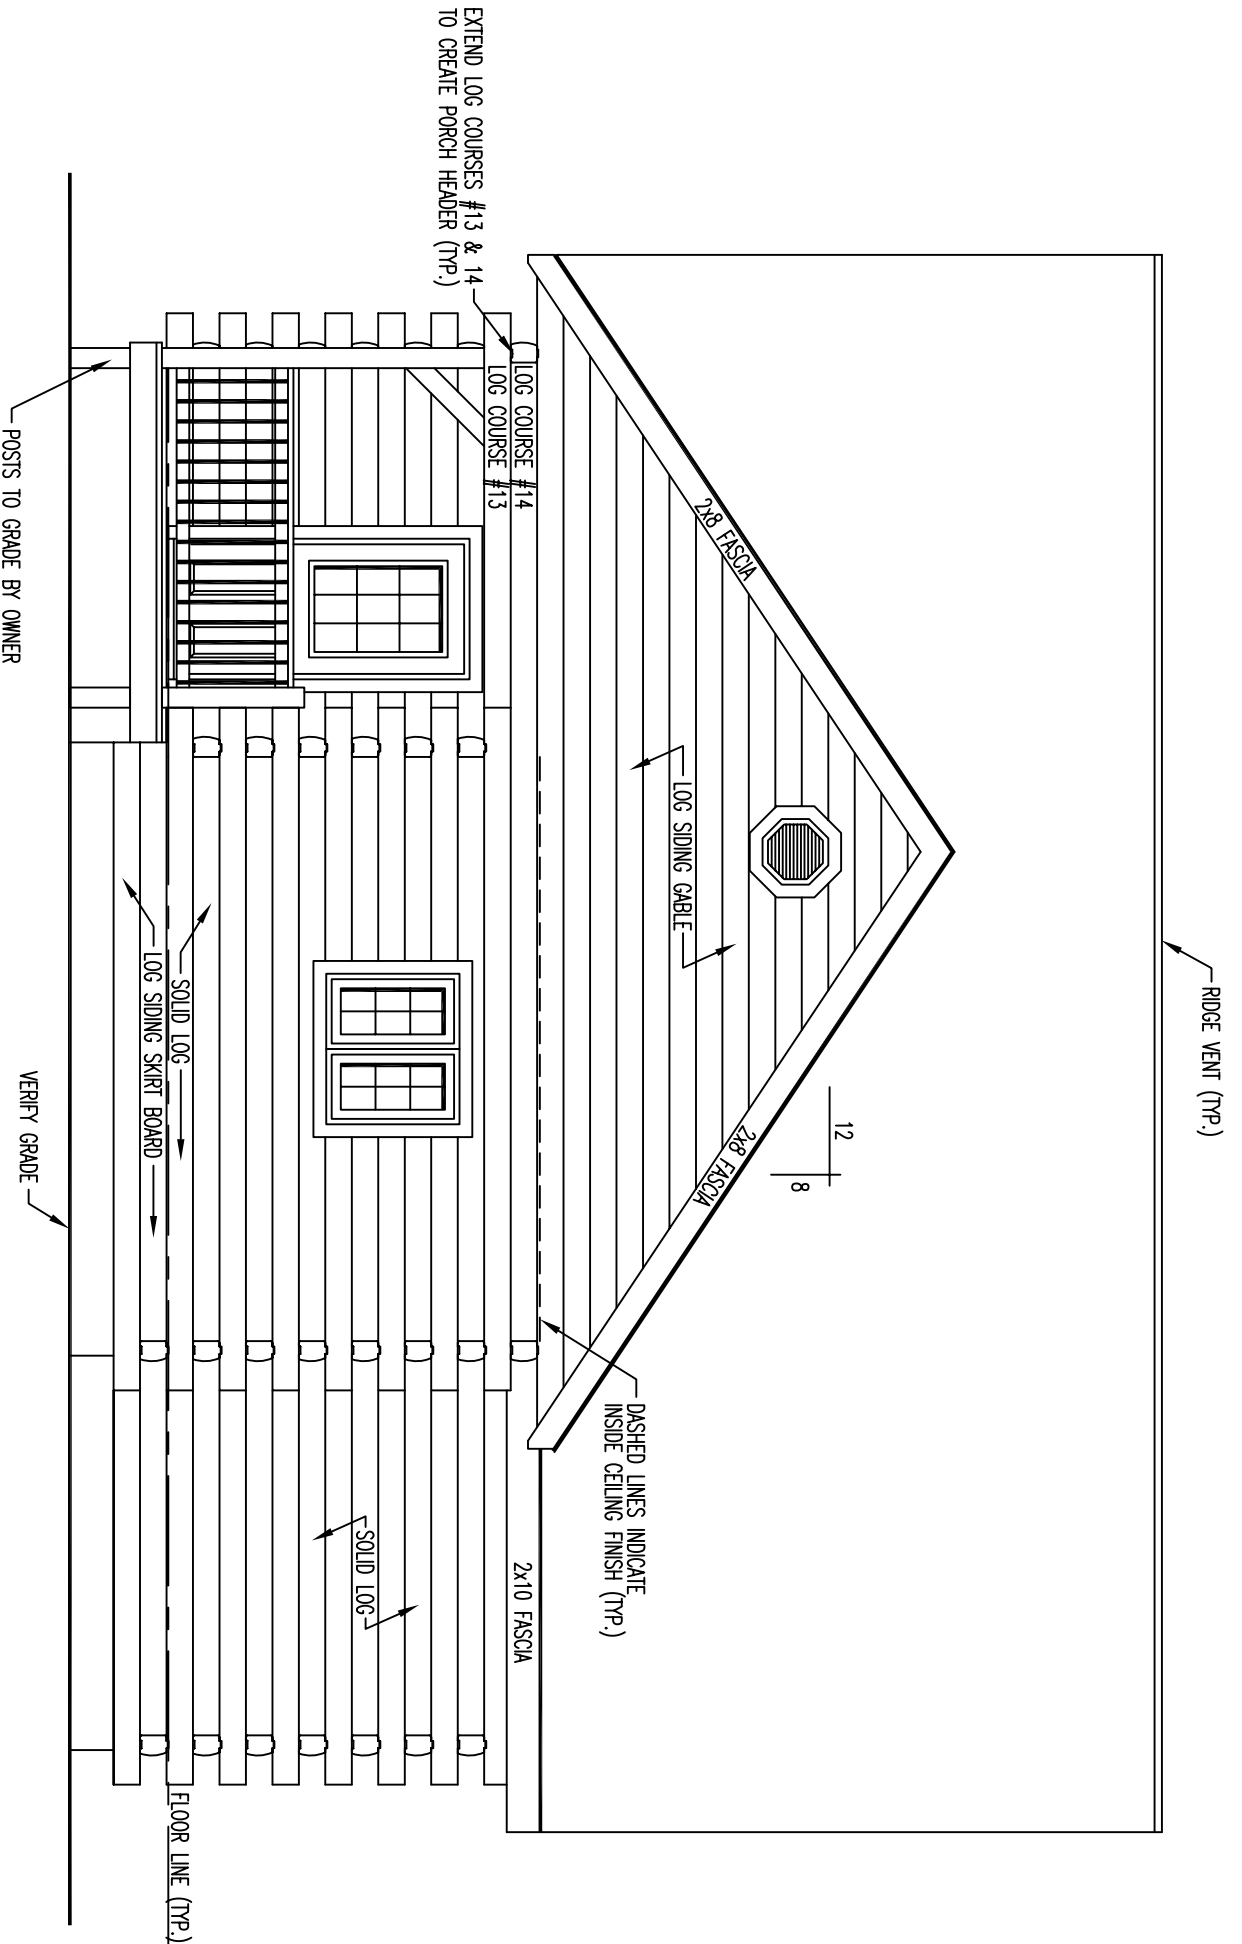 RIDGE VENT (TYP.)
12
8
2x8 FASCIA
2x8 FASCIA
LOG SIDING GABLE
DASHED LINES INDICATE
INSIDE CEILING FINISH (TYP.)
EXTEND LOG COURSES #13 & 14
TO CREATE PORCH HEADER (TYP.)
LOG COURSE #14
LOG COURSE #13
2x10 FASCIA
SOLID LOG
SOLID LOG
LOG SIDING SKIRT BOARD
FLOOR LINE (TYP.)
VERIFY GRADE
POSTS TO GRADE BY OWNER